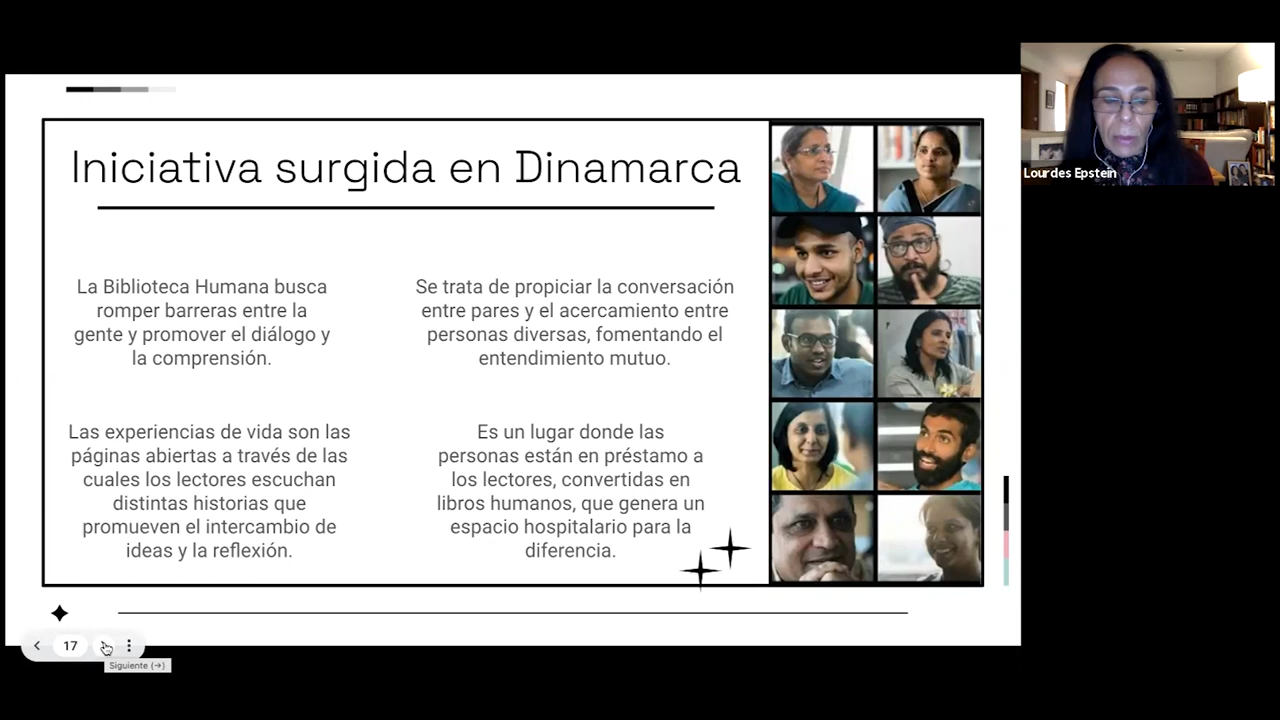 Iniciativa surgida en Dinamarca
La Biblioteca Humana busca
romper barreras entre la
gente y promover el diálogo y
la comprensión.
Se trata de propiciar la conversación
entre pares y el acercamiento entre
personas diversas, fomentando el
entendimiento mutuo.
Las experiencias de vida son las
páginas abiertas a través de las
cuales los lectores escuchan
distintas historias que
promueven el intercambio de
ideas y la reflexión.
Es un lugar donde las
personas están en préstamo a
los lectores, convertidas en
libros humanos, que genera un
espacio hospitalario para la
diferencia.
17
Siguiente (→)
Lourdes Epstein